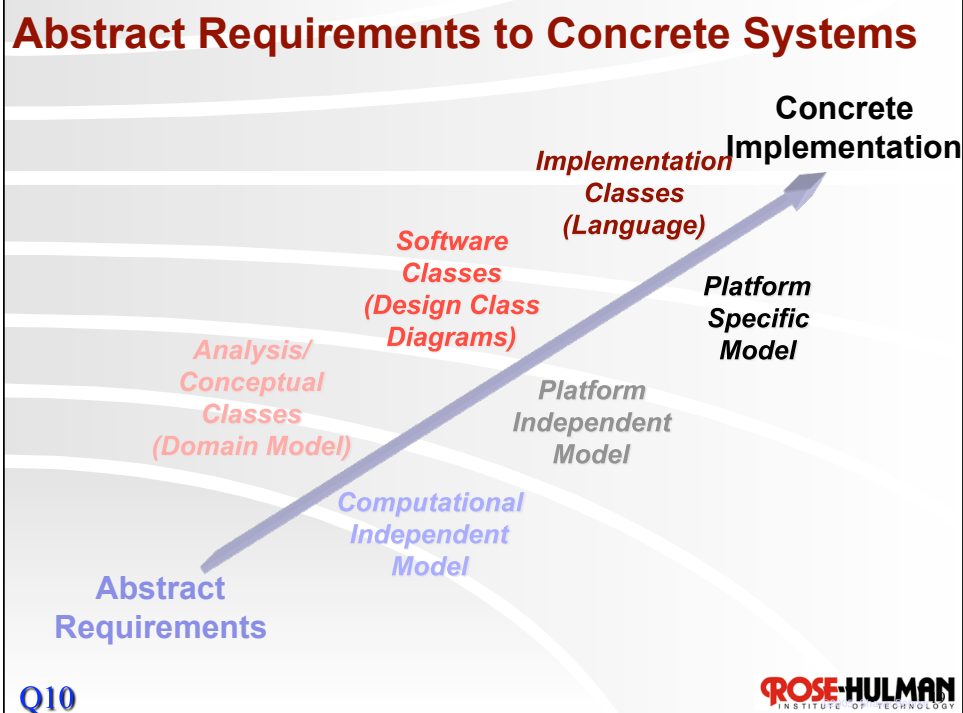 Abstract Requirements to Concrete Systems
Concrete
Implementation
Implementation
Classes
(Language)
Software
Classes
(Design Class
Diagrams)
Platform
Specific
Model
Analysis/
Conceptual
Classes
(Domain Model)
Platform
Independent
Model
Computational
Independent
Model
Abstract
Requirements
Q10
ROSE-HULMAN
INSTITUTE OF TECHNOLOGY